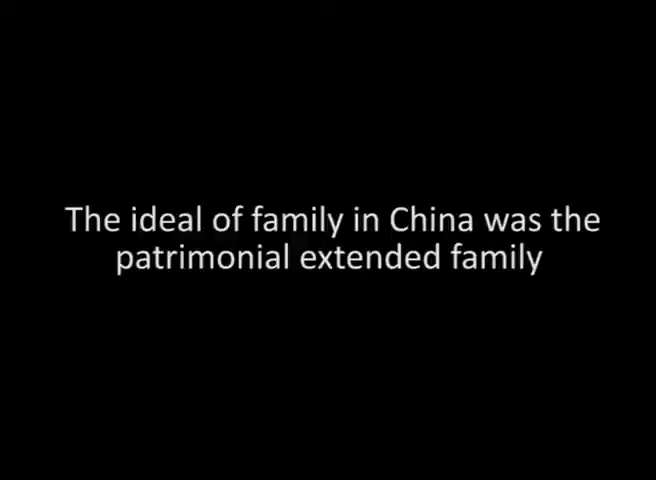 The ideal of family in China was the
patrimonial extended family